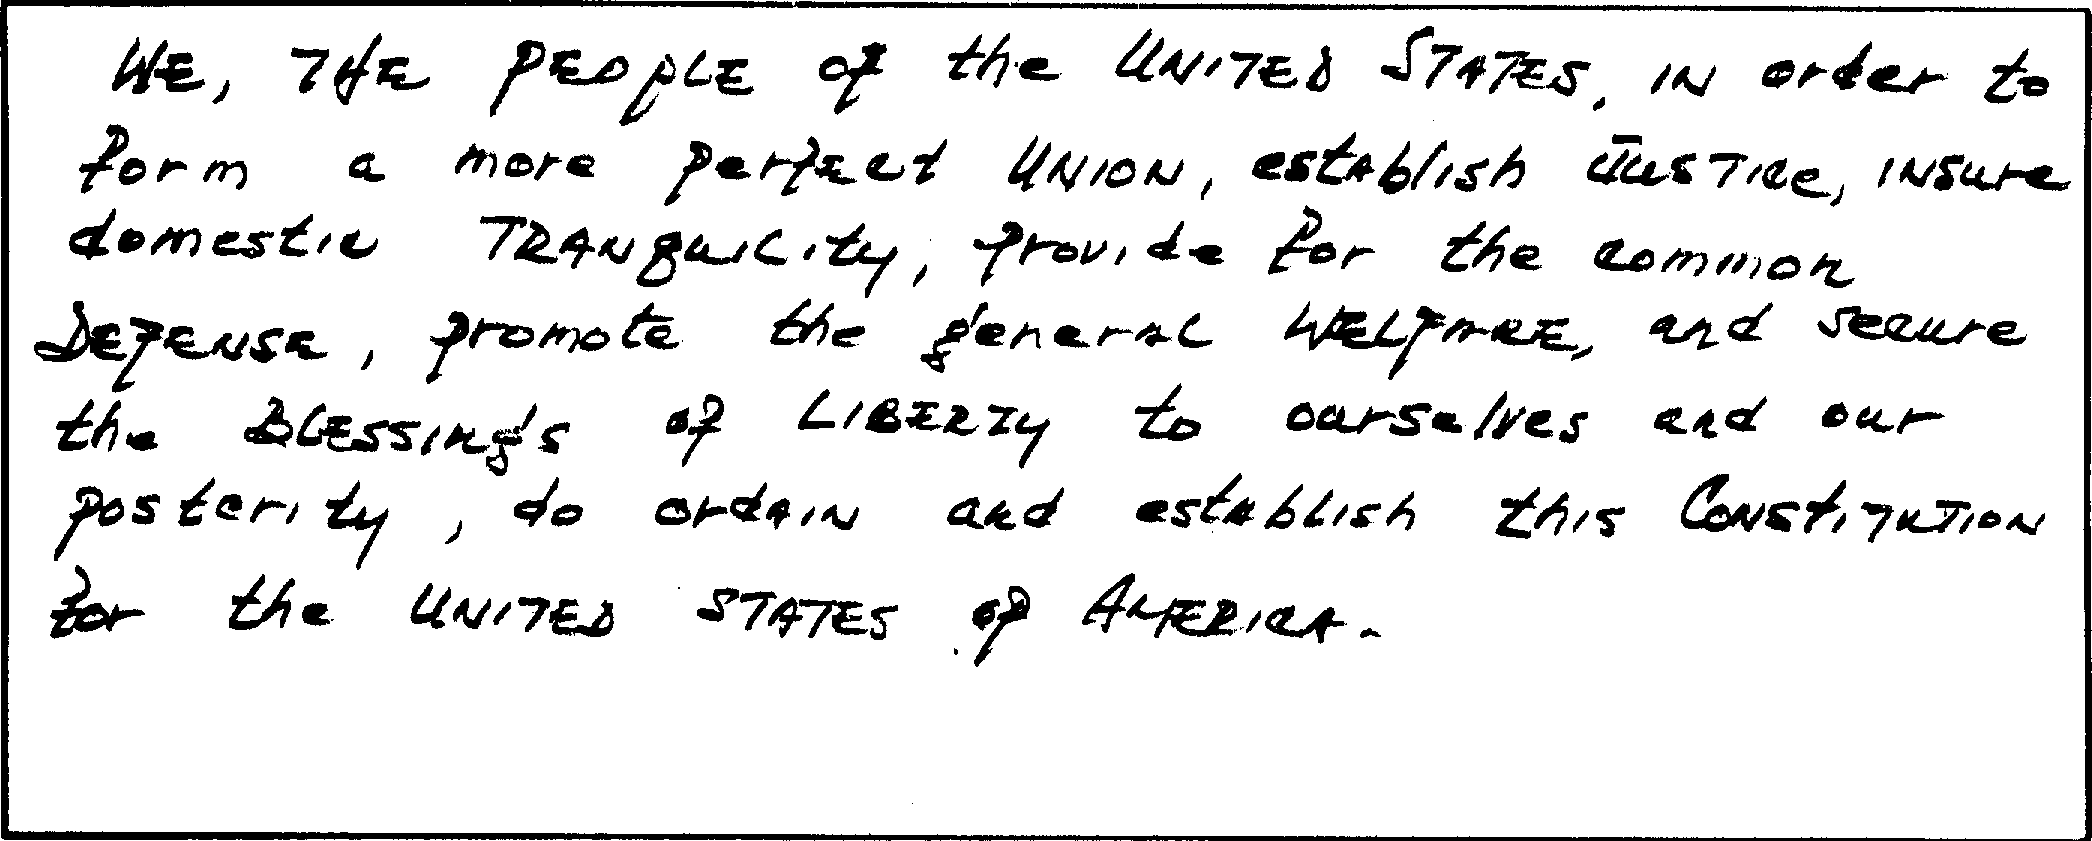 WE, THE PEOPLE of the UNITED STATES, IN order to
form a more perfect UNION, establish JUSTICE, INsure
domestic TRANquiLity, provide for the common
DEFENSE, promote the general WELFARE, and secure
the BLESSINgs of LIBERTY to ourselves and our
posterity, do ordAIN and estAblish this CONStITUTION
for the UNITED STATES of AMERICA.